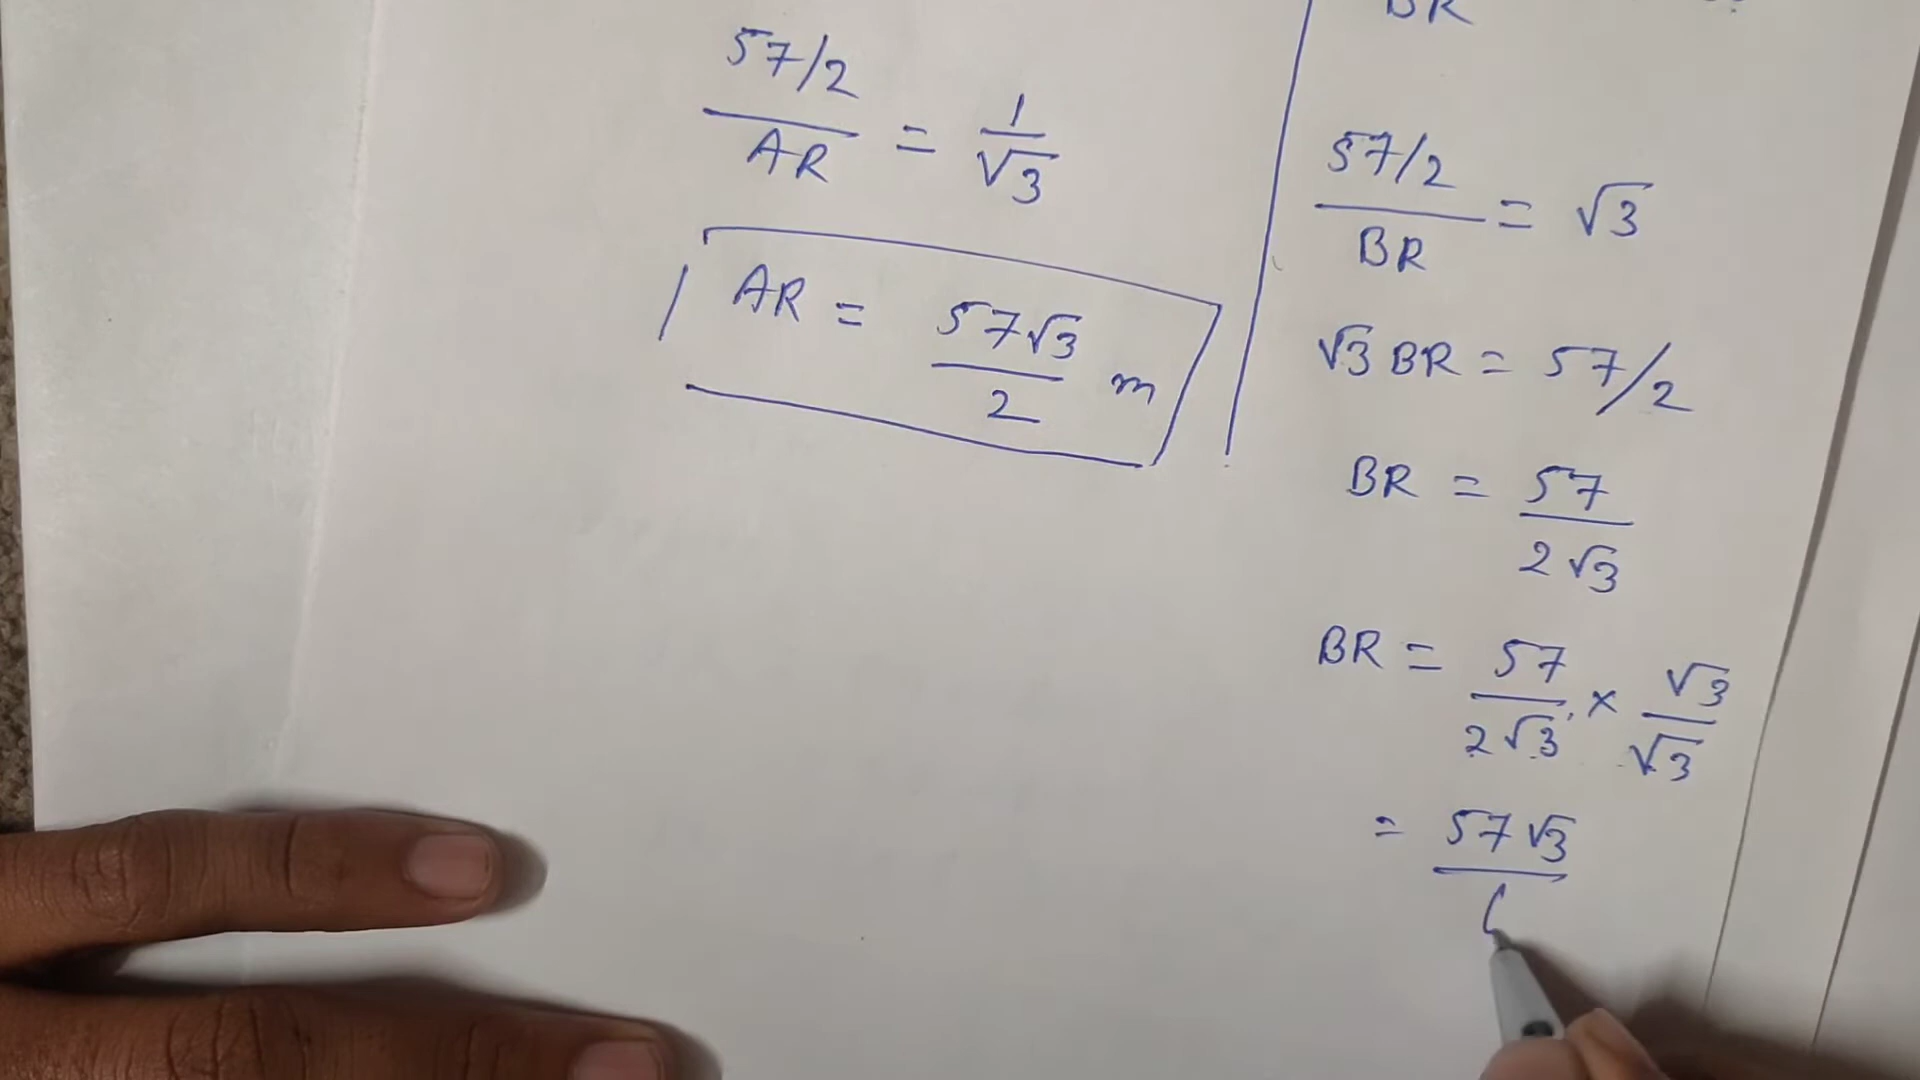 57/2
AR
=
1
√3
AR =
57√3
2
m
BR
57/2
BR
= √3
√3 BR = 57/2
BR =
57
2√3
BR =
57
2√3
×
√3
√3
=
57√3